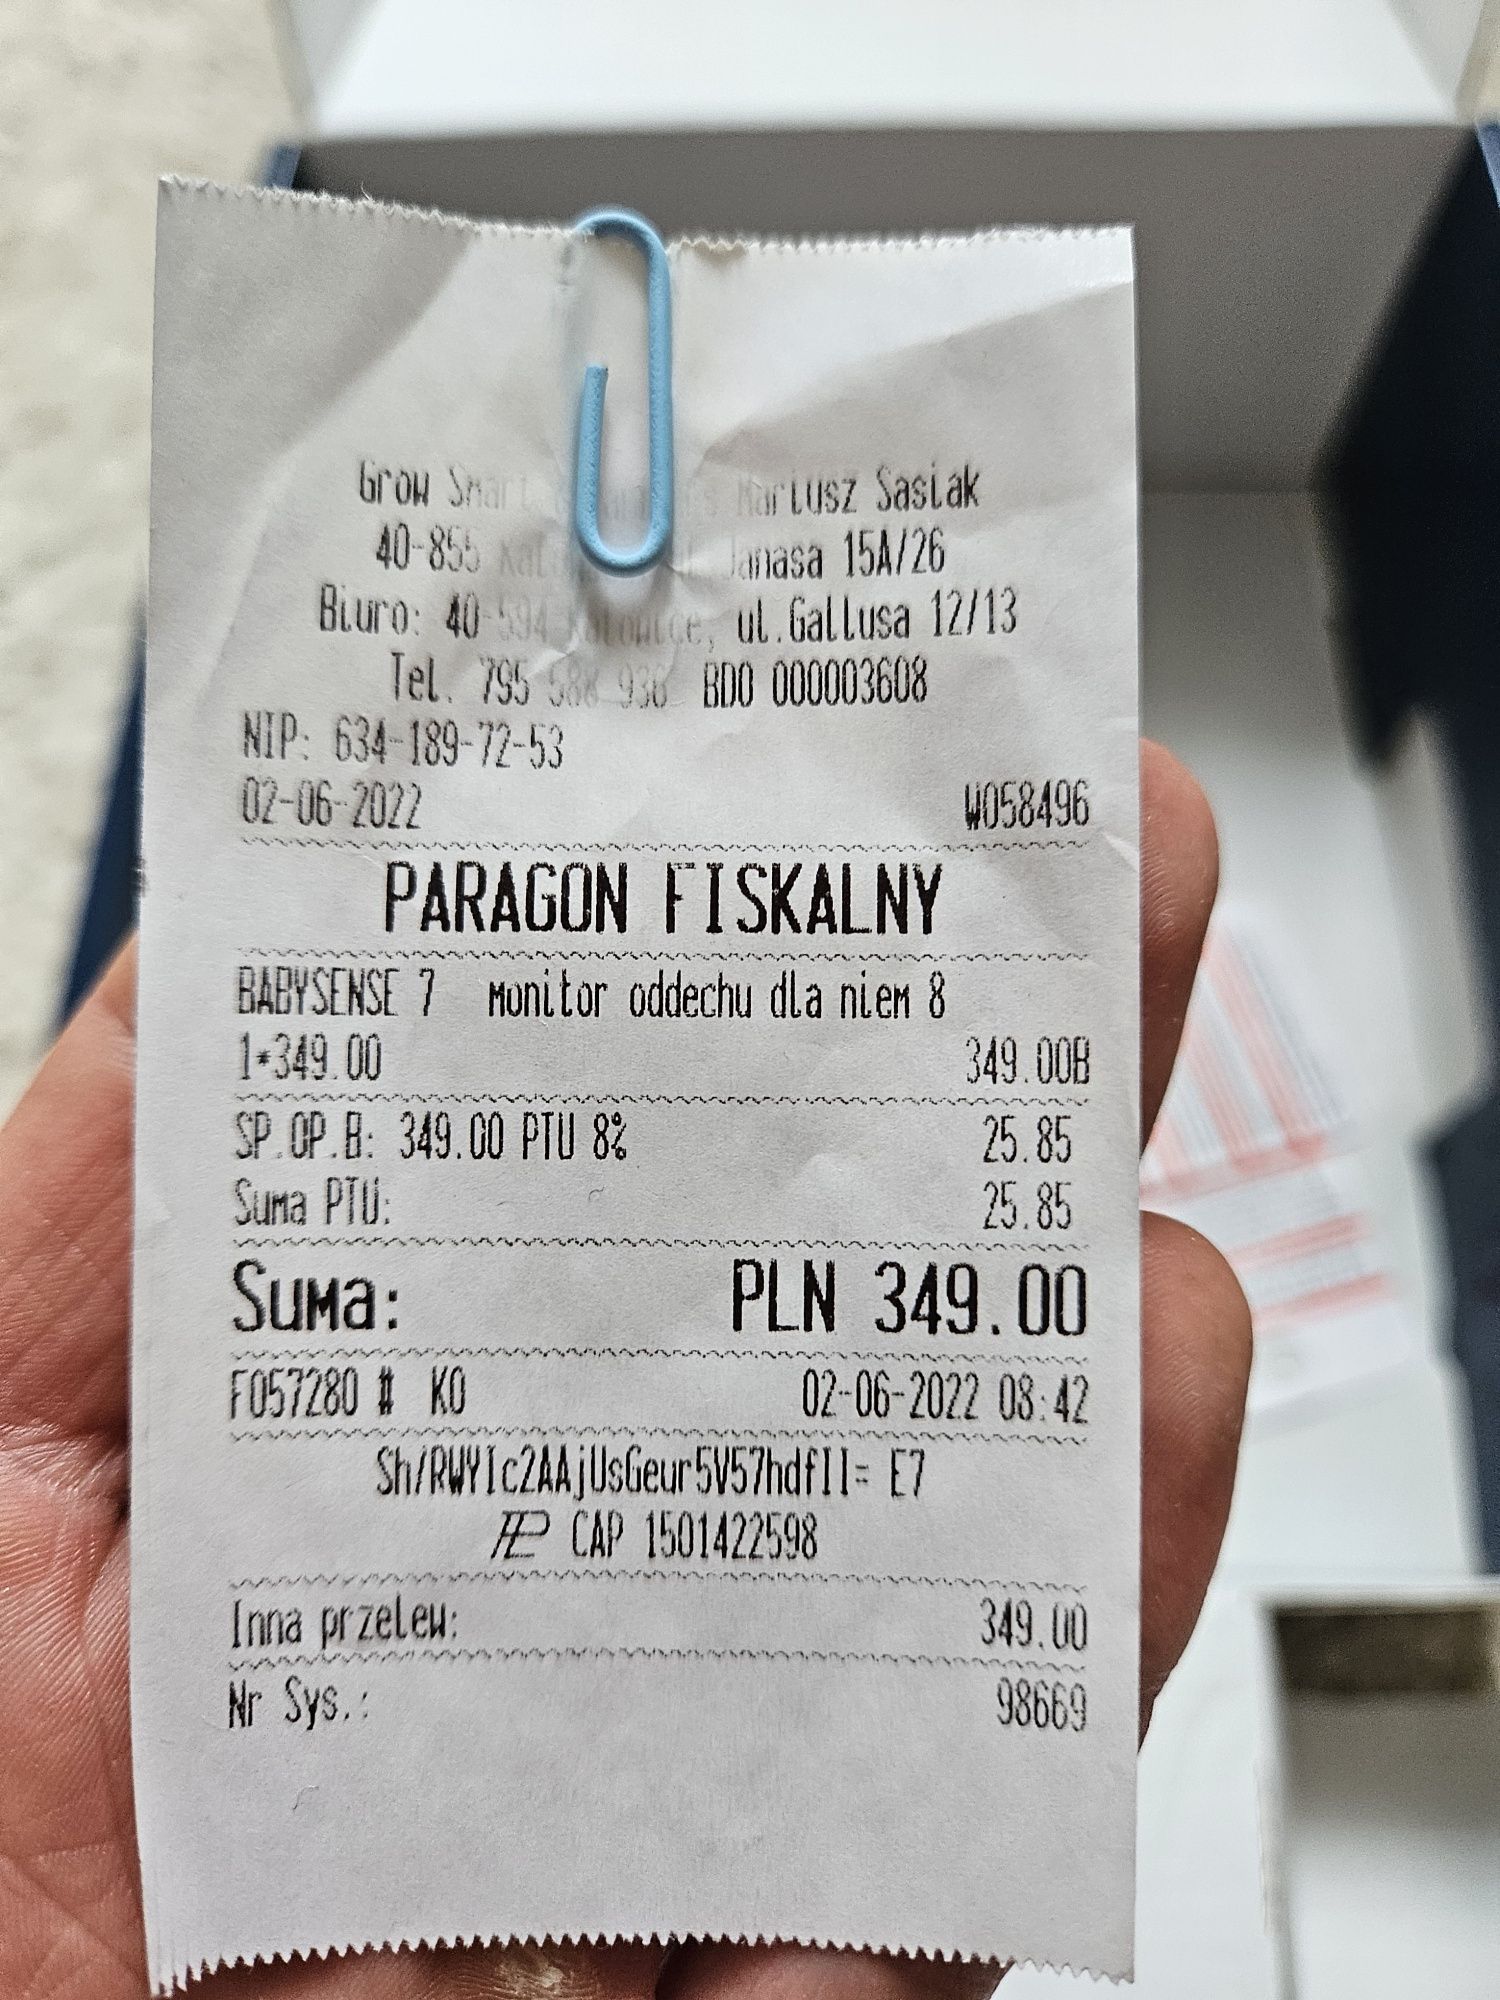 Grow Smart Mariusz Sasiak
40-855 Janasa 15A/26
Biuro: 40-594 Katowice, ul.Gallusa 12/13
Tel. 795 588 936 BDO 000003608
NIP: 634-189-72-53
02-06-2022 W058496
PARAGON FISKALNY
BABYSENSE 7 monitor oddechu dla niem 8
1*349.00 349.00B
SP.OP.B: 349.00 PTU 8% 25.85
Suma PTU: 25.85
Suma: PLN 349.00
F057280 # K0 02-06-2022 08:42
Sh/RWYIc2AAjUsGeur5V57hdfII= E7
CAP 1501422598
Inna przelew: 349.00
Nr Sys.: 98669